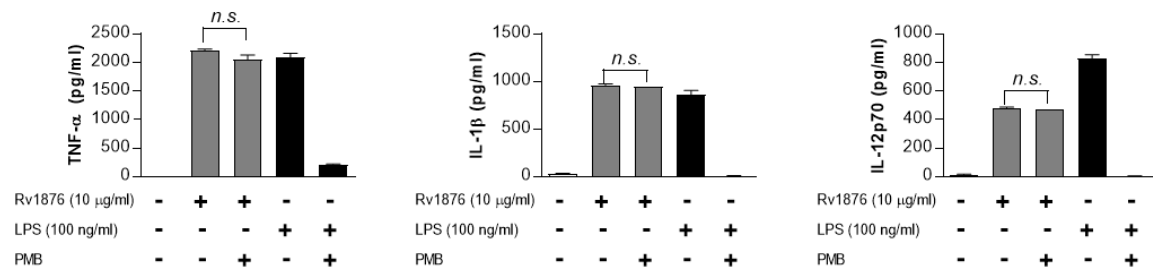 n.s.
TNF-α (pg/ml)
2500
2000
1500
1000
500
0
Rv1876 (10 μg/ml) - + + - -
LPS (100 ng/ml) - - - + +
PMB - - + - +
n.s.
IL-1β (pg/ml)
1500
1000
500
0
Rv1876 (10 μg/ml) - + + - -
LPS (100 ng/ml) - - - + +
PMB - - + - +
n.s.
IL-12p70 (pg/ml)
1000
800
600
400
200
0
Rv1876 (10 μg/ml) - + + - -
LPS (100 ng/ml) - - - + +
PMB - - + - +